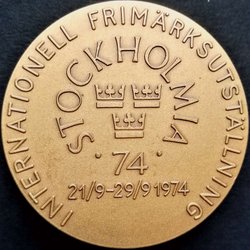 INTERNATIONELL FRIMÄRKSUTSTÄLLNING
STOCKHOLMIA
· 74 ·
21/9-29/9 1974